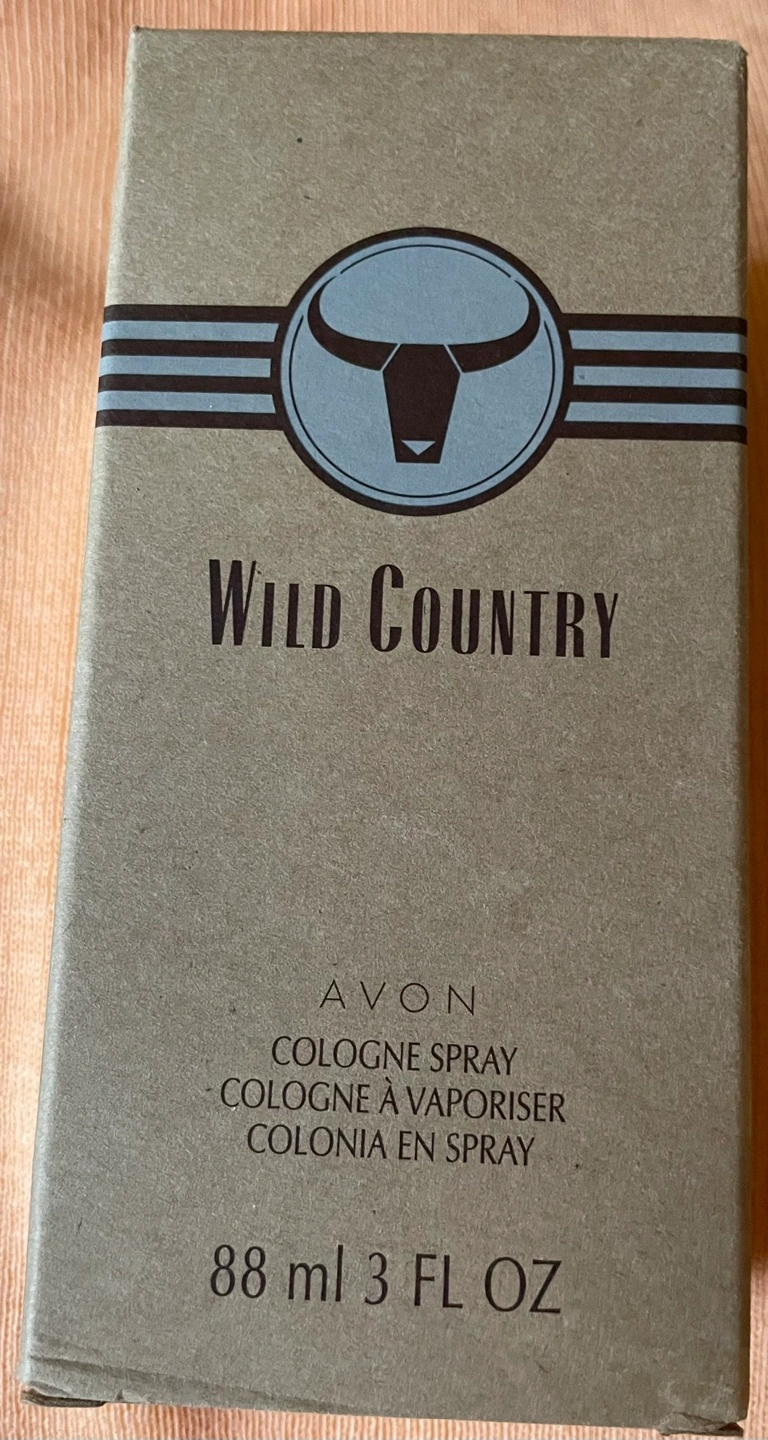 WILD COUNTRY
AVON
COLOGNE SPRAY
COLOGNE À VAPORISER
COLONIA EN SPRAY
88 ml 3 FL OZ